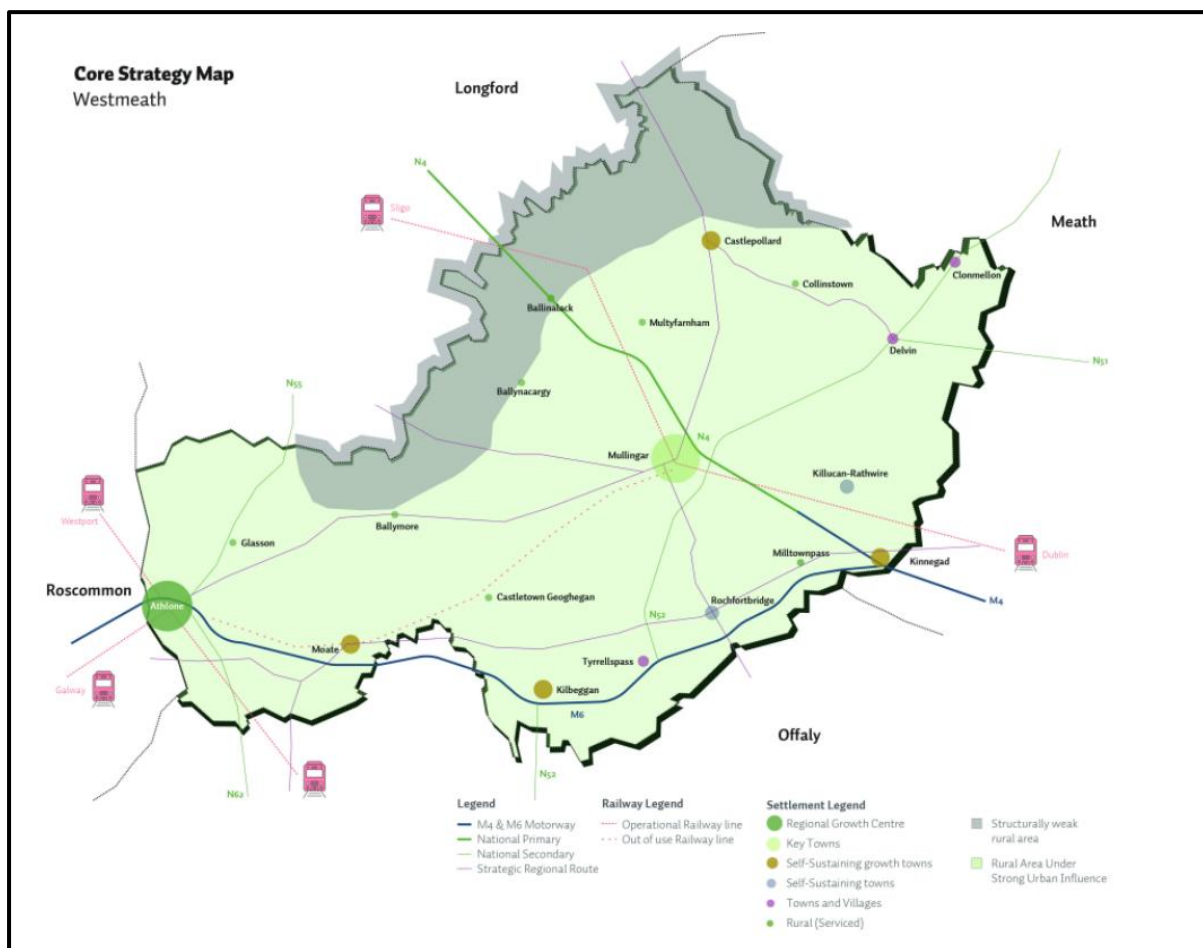 Core Strategy Map
Westmeath
Longford
N4
Sligo
Meath
Castlepollard
Clonmellon
Collinstown
Ballinalack
Multyfarnham
Delvin
N51
N55
Ballynacargy
N4
Mullingar
Killucan-Rathwire
Westport
Ballymore
Glasson
Milltownpass
Kinnegad
Dublin
Roscommon
Athlone
Castletown Geoghegan
Rochfortbridge
M4
N52
Moate
Tyrrellspass
Galway
Kilbeggan
M6
Offaly
N52
N62
Legend
M4 & M6 Motorway
National Primary
National Secondary
Strategic Regional Route
Railway Legend
Operational Railway line
Out of use Railway line
Settlement Legend
Regional Growth Centre
Key Towns
Self-Sustaining growth towns
Self-Sustaining towns
Towns and Villages
Rural (Serviced)
Structurally weak
rural area
Rural Area Under
Strong Urban Influence